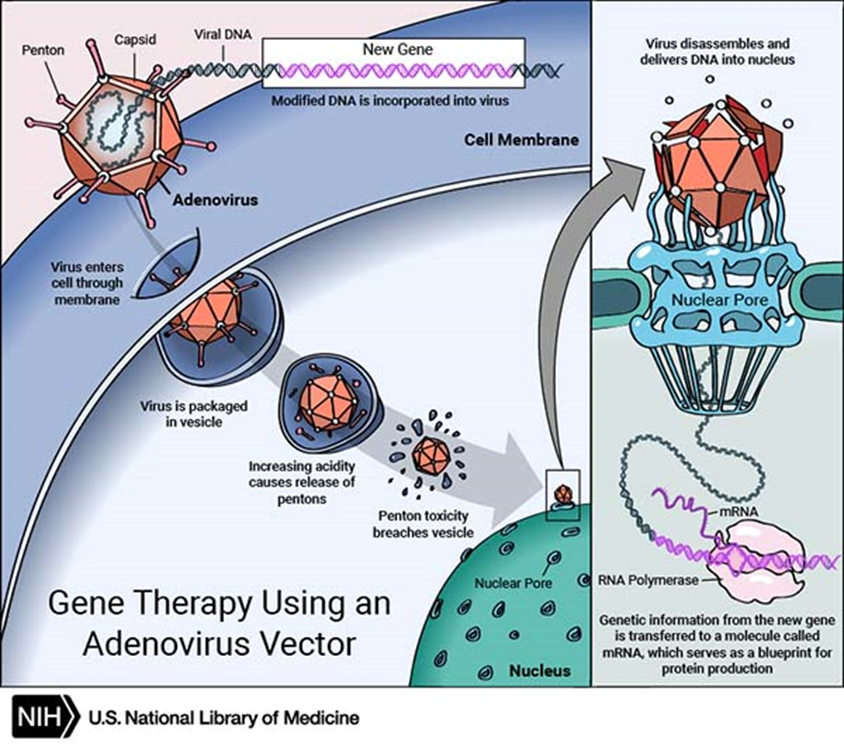 Penton
Capsid
Viral DNA
New Gene
Modified DNA is incorporated into virus
Cell Membrane
Adenovirus
Virus enters
cell through
membrane
Virus is packaged
in vesicle
Increasing acidity
causes release of
pentons
Penton toxicity
breaches vesicle
Nuclear Pore
Nucleus
Gene Therapy Using an
Adenovirus Vector
Virus disassembles and
delivers DNA into nucleus
Nuclear Pore
mRNA
RNA Polymerase
Genetic information from the new gene
is transferred to a molecule called
mRNA, which serves as a blueprint for
protein production
NIH U.S. National Library of Medicine